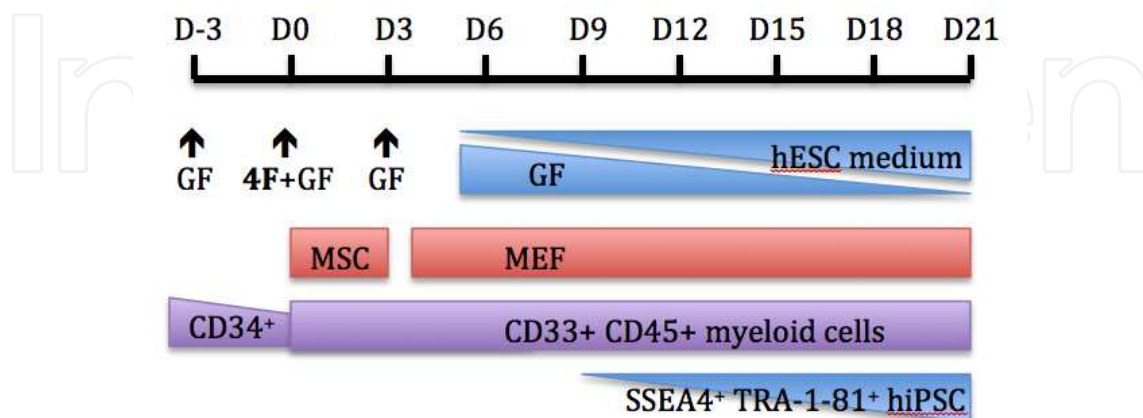 D-3 D0 D3 D6 D9 D12 D15 D18 D21
hESC medium
GF 4F+GF GF GF
MSC MEF
CD34⁺ CD33+ CD45+ myeloid cells
SSEA4⁺ TRA-1-81⁺ hiPSC